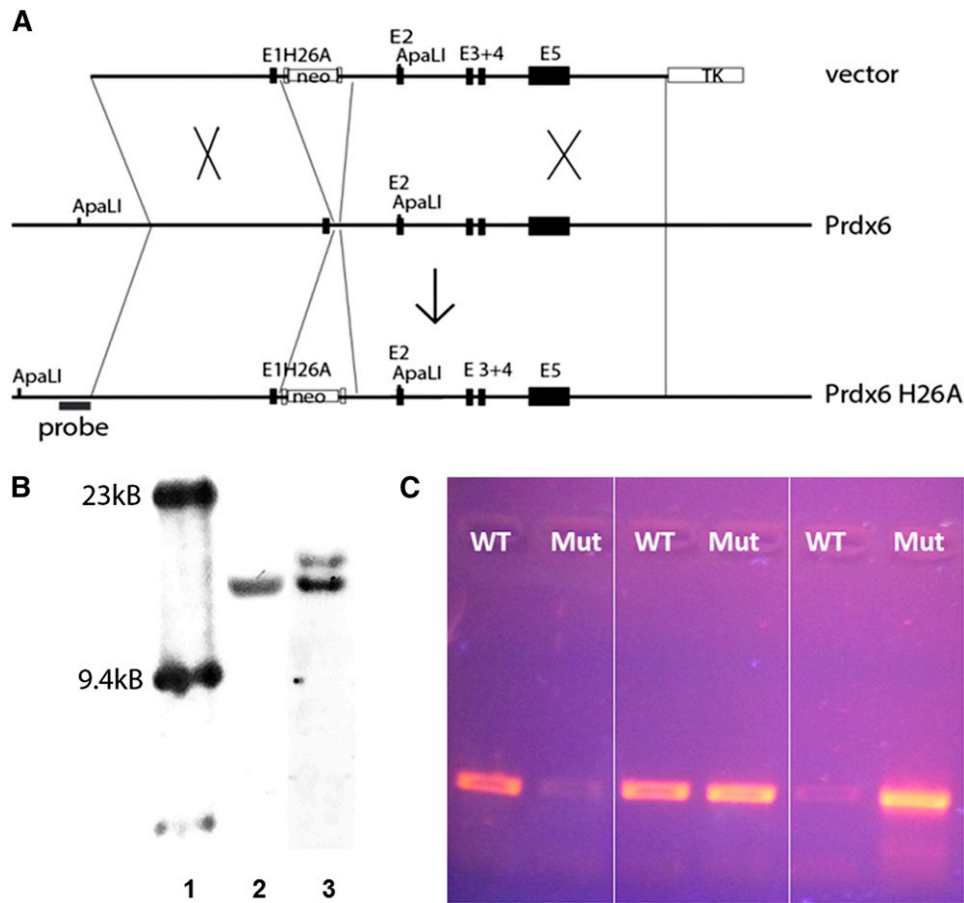 A
E1H26A
neo
E2
ApaLI
E3+4
E5
TK
vector
ApaLI
E2
ApaLI
Prdx6
ApaLI
E1H26A
neo
E2
ApaLI
E 3+4
E5
Prdx6 H26A
probe
B
23kB
9.4kB
1 2 3
C
WT Mut WT Mut WT Mut